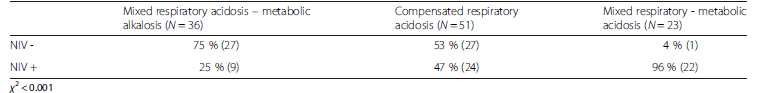 Mixed respiratory acidosis – metabolic alkalosis (N = 36) Compensated respiratory acidosis (N = 51) Mixed respiratory - metabolic acidosis (N = 23)
NIV - 75 % (27) 53 % (27) 4 % (1)
NIV + 25 % (9) 47 % (24) 96 % (22)
χ² < 0.001